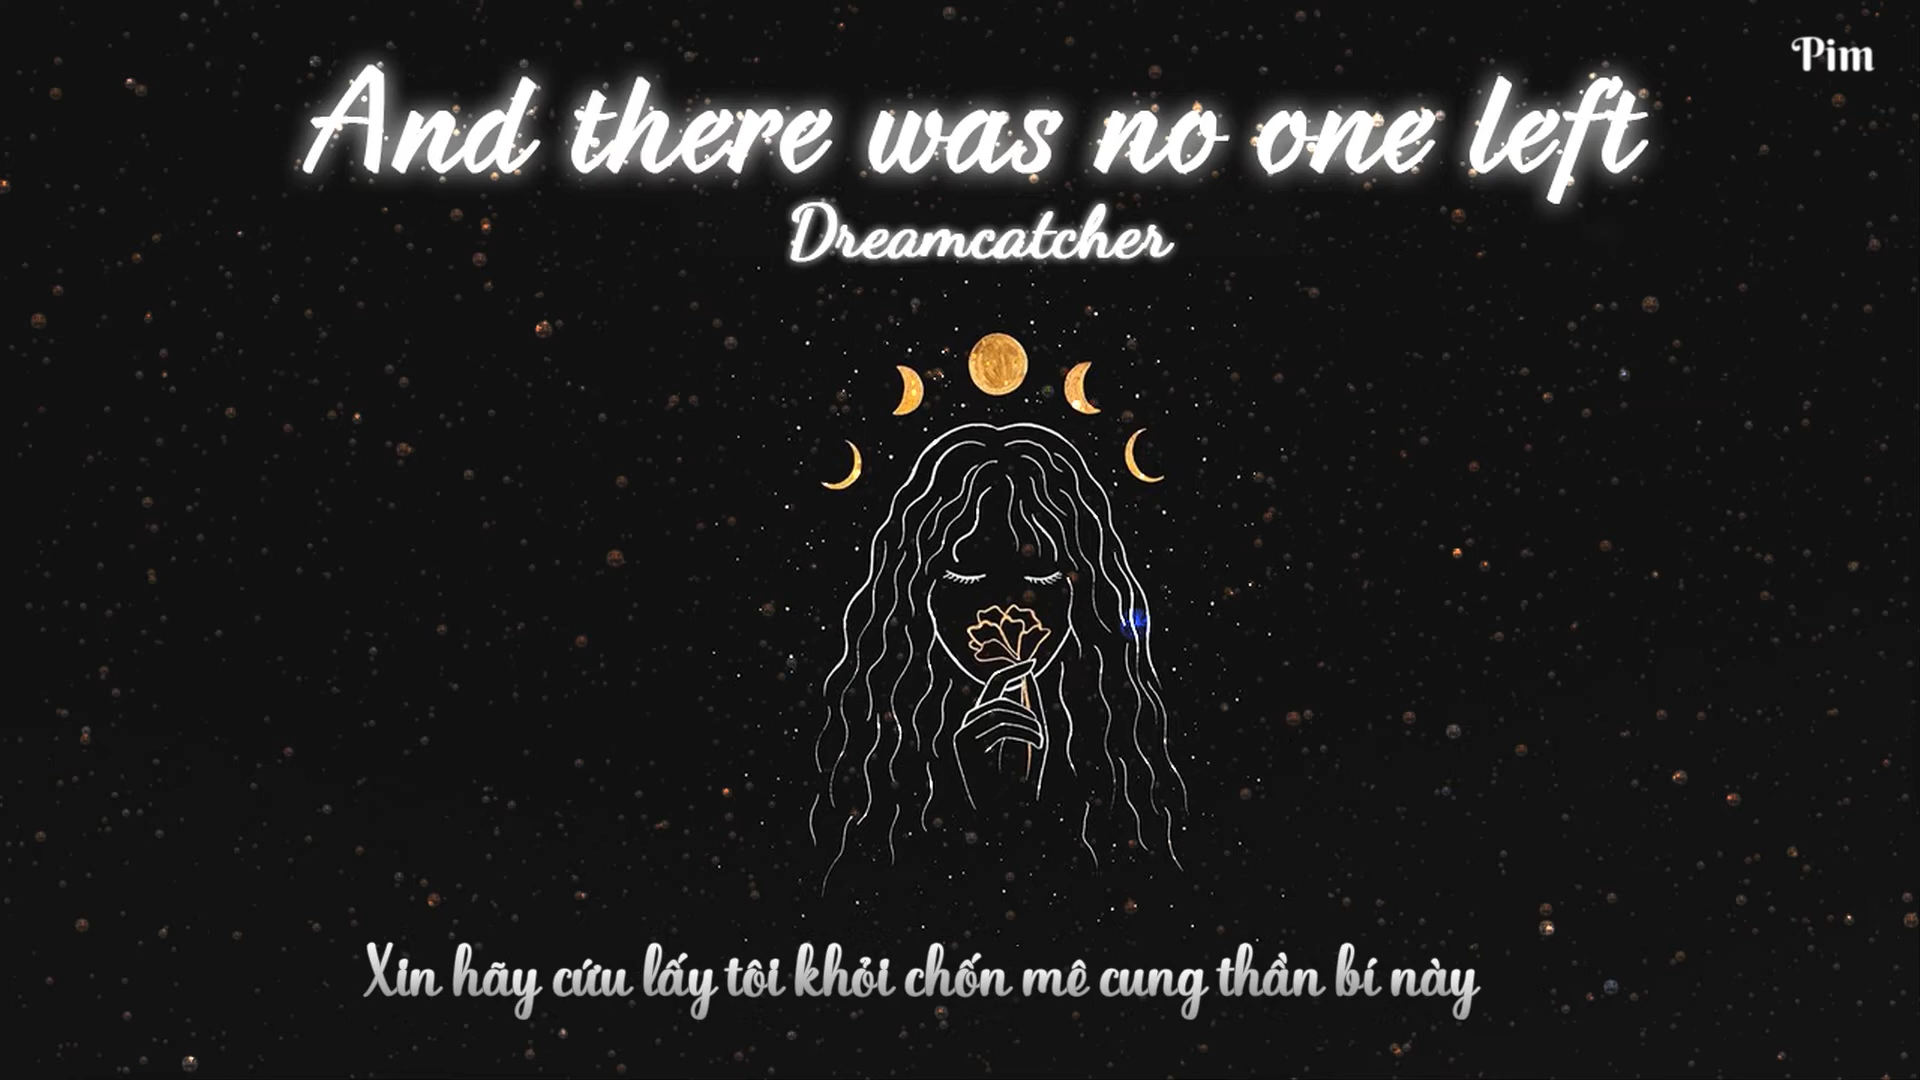 Pim
And there was no one left
Dreamcatcher
Xin hãy cứu lấy tôi khỏi chốn mê cung thần bí này